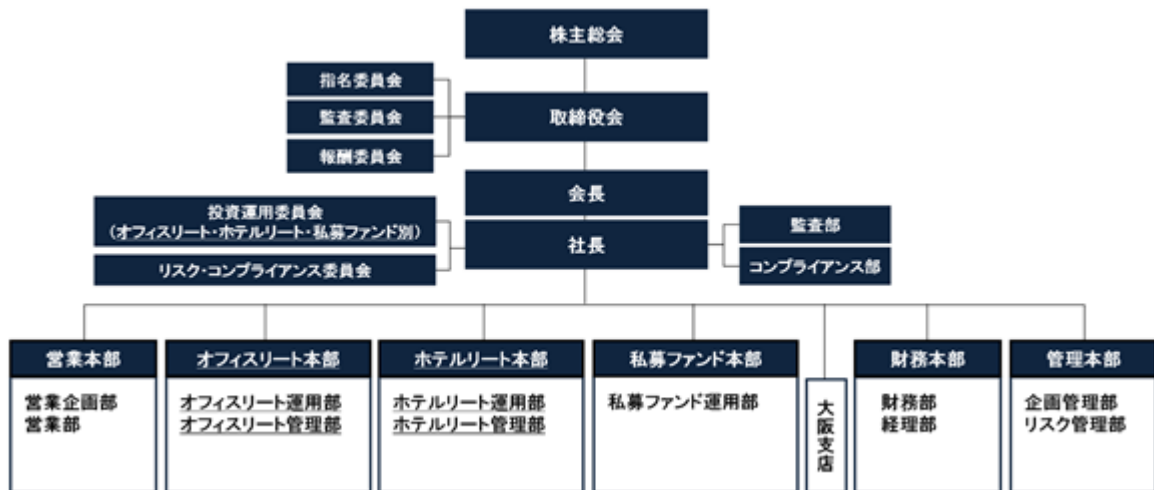 株主総会
指名委員会
監査委員会
報酬委員会
取締役会
会長
投資運用委員会
(オフィスリート・ホテルリート・私募ファンド別)
社長
リスク・コンプライアンス委員会
監査部
コンプライアンス部
営業本部
営業企画部
営業部
オフィスリート本部
オフィスリート運用部
オフィスリート管理部
ホテルリート本部
ホテルリート運用部
ホテルリート管理部
私募ファンド本部
私募ファンド運用部
大阪支店
財務本部
財務部
経理部
管理本部
企画管理部
リスク管理部